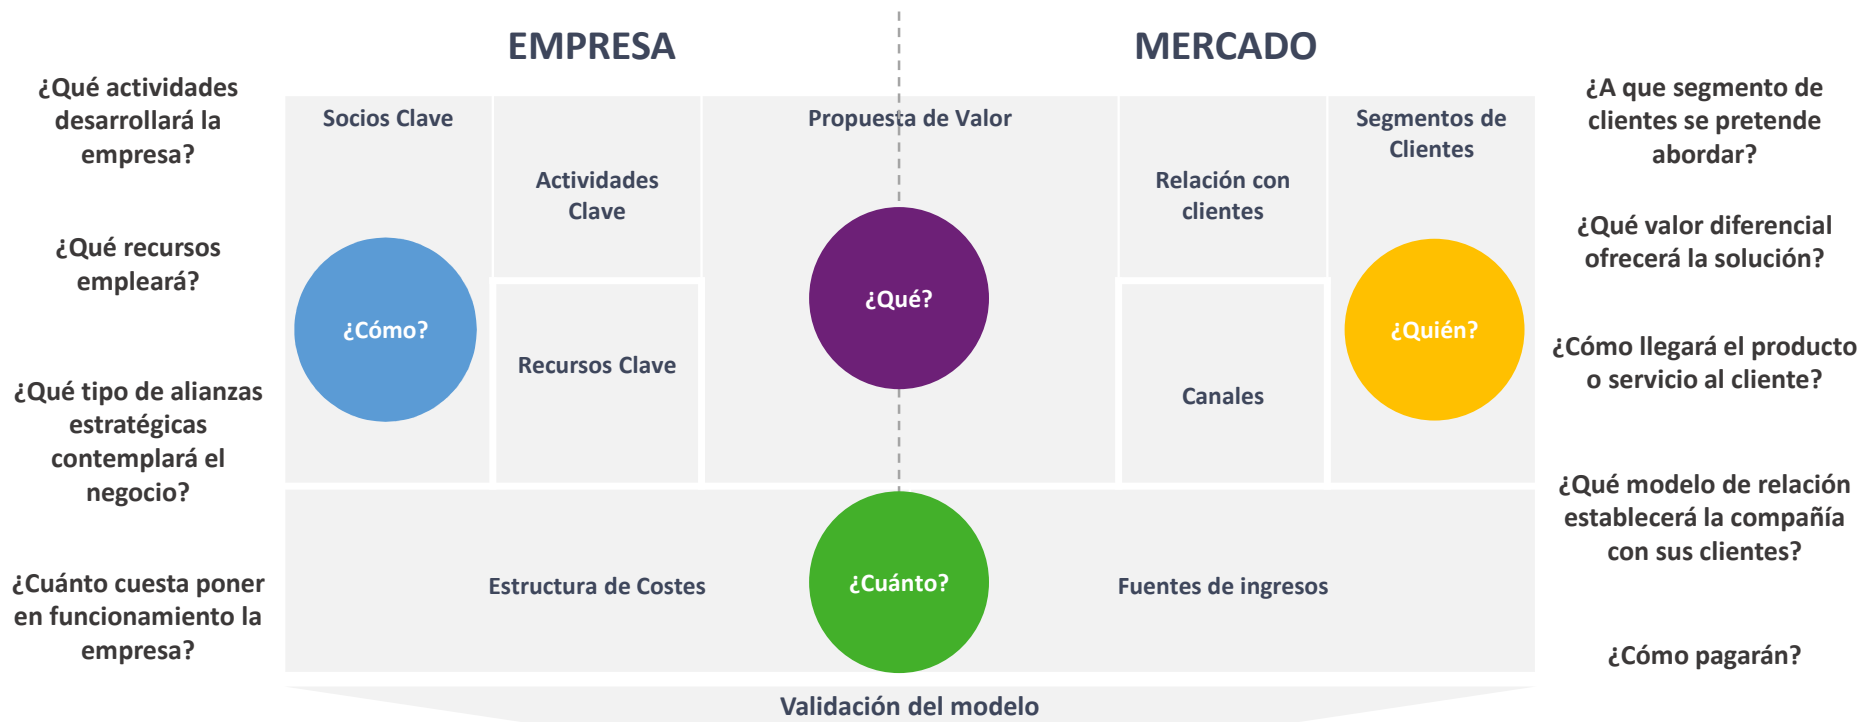 EMPRESA
MERCADO
¿Qué actividades
desarrollará la
empresa?
¿Qué recursos
empleará?
¿Qué tipo de alianzas
estratégicas
contemplará el
negocio?
¿Cuánto cuesta poner
en funcionamiento la
empresa?
Socios Clave
¿Cómo?
Actividades
Clave
Recursos Clave
Propuesta de Valor
¿Qué?
Relación con
clientes
Canales
Segmentos de
Clientes
¿Quién?
Estructura de Costes
¿Cuánto?
Fuentes de ingresos
Validación del modelo
¿A que segmento de
clientes se pretende
abordar?
¿Qué valor diferencial
ofrecerá la solución?
¿Cómo llegará el producto
o servicio al cliente?
¿Qué modelo de relación
establecerá la compañía
con sus clientes?
¿Cómo pagarán?